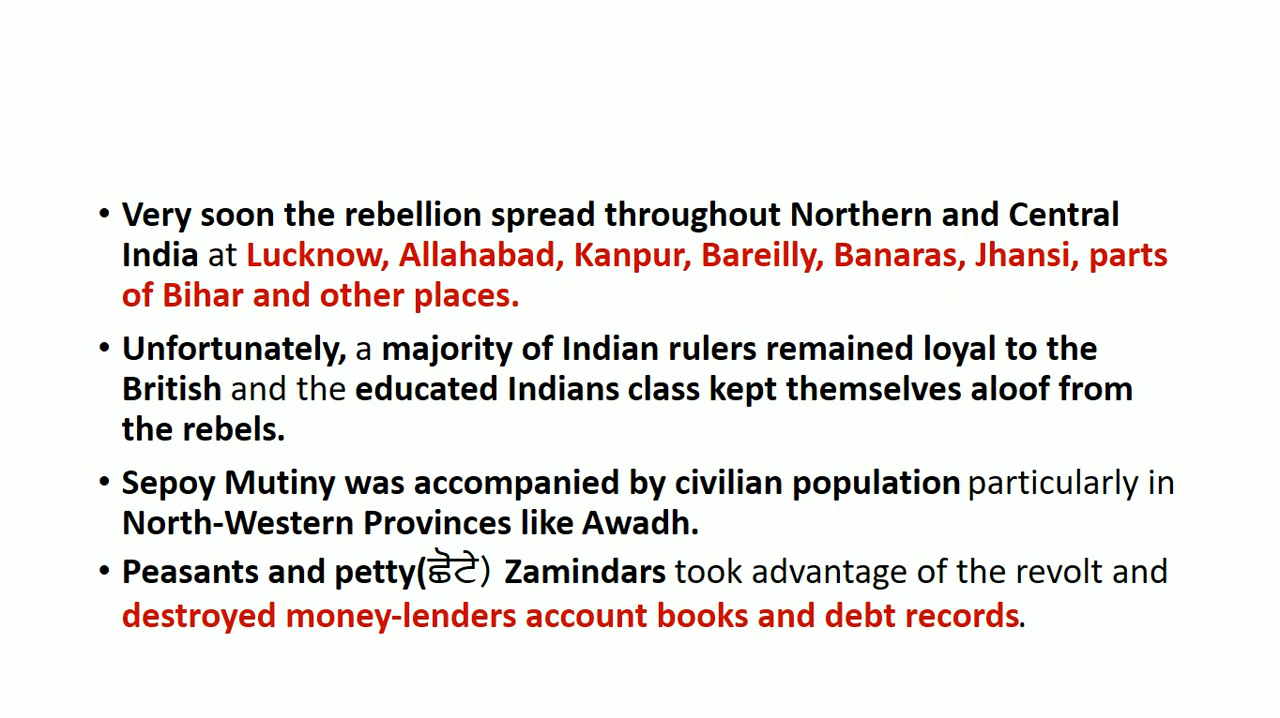 • Very soon the rebellion spread throughout Northern and Central
India at Lucknow, Allahabad, Kanpur, Bareilly, Banaras, Jhansi, parts
of Bihar and other places.
• Unfortunately, a majority of Indian rulers remained loyal to the
British and the educated Indians class kept themselves aloof from
the rebels.
• Sepoy Mutiny was accompanied by civilian population particularly in
North-Western Provinces like Awadh.
• Peasants and petty(ਛੋਟੇ) Zamindars took advantage of the revolt and
destroyed money-lenders account books and debt records.